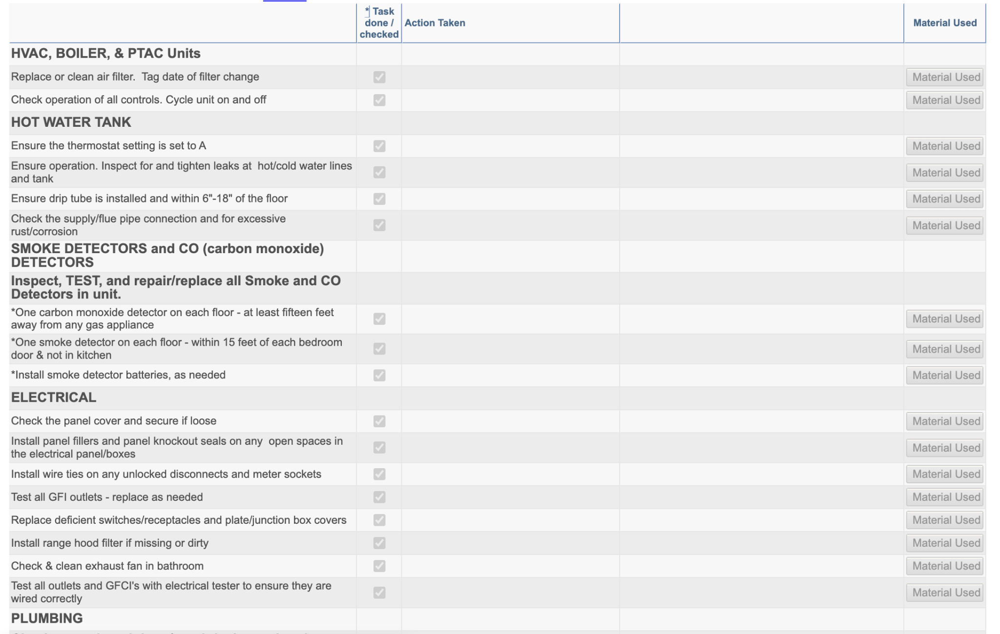 * Task
done /
checked
Action Taken
Material Used
HVAC, BOILER, & PTAC Units
Replace or clean air filter.  Tag date of filter change
Material Used
Check operation of all controls. Cycle unit on and off
Material Used
HOT WATER TANK
Ensure the thermostat setting is set to A
Material Used
Ensure operation. Inspect for and tighten leaks at  hot/cold water lines
and tank
Material Used
Ensure drip tube is installed and within 6"-18" of the floor
Material Used
Check the supply/flue pipe connection and for excessive
rust/corrosion
Material Used
SMOKE DETECTORS and CO (carbon monoxide)
DETECTORS
Inspect, TEST, and repair/replace all Smoke and CO
Detectors in unit.
*One carbon monoxide detector on each floor - at least fifteen feet
away from any gas appliance
Material Used
*One smoke detector on each floor - within 15 feet of each bedroom
door & not in kitchen
Material Used
*Install smoke detector batteries, as needed
Material Used
ELECTRICAL
Check the panel cover and secure if loose
Material Used
Install panel fillers and panel knockout seals on any  open spaces in
the electrical panel/boxes
Material Used
Install wire ties on any unlocked disconnects and meter sockets
Material Used
Test all GFI outlets - replace as needed
Material Used
Replace deficient switches/receptacles and plate/junction box covers
Material Used
Install range hood filter if missing or dirty
Material Used
Check & clean exhaust fan in bathroom
Material Used
Test all outlets and GFCI's with electrical tester to ensure they are
wired correctly
Material Used
PLUMBING